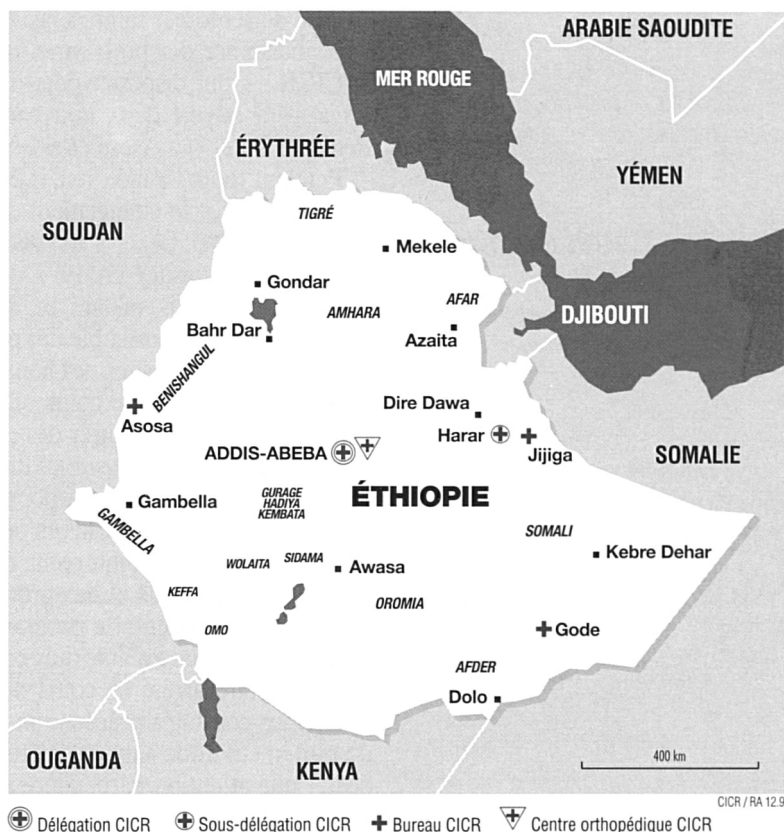 ARABIE SAOUDITE
MER ROUGE
ÉRYTHRÉE
YÉMEN
SOUDAN
TIGRÉ
Mekele
Gondar
AMHARA
AFAR
DJIBOUTI
Bahr Dar
Azaita
BENISHANGUL
Dire Dawa
Asosa
Harar
Jijiga
SOMALIE
ADDIS-ABEBA
ÉTHIOPIE
Gambella
GURAGE
HADIYA
KEMBATA
GAMBELLA
SOMALI
Kebre Dehar
WOLAITA
SIDAMA
Awasa
KEFFA
OROMIA
OMO
Gode
AFDER
Dolo
OUGANDA
KENYA
400 km
CICR / RA 12.9
Délégation CICR
Sous-délégation CICR
Bureau CICR
Centre orthopédique CICR